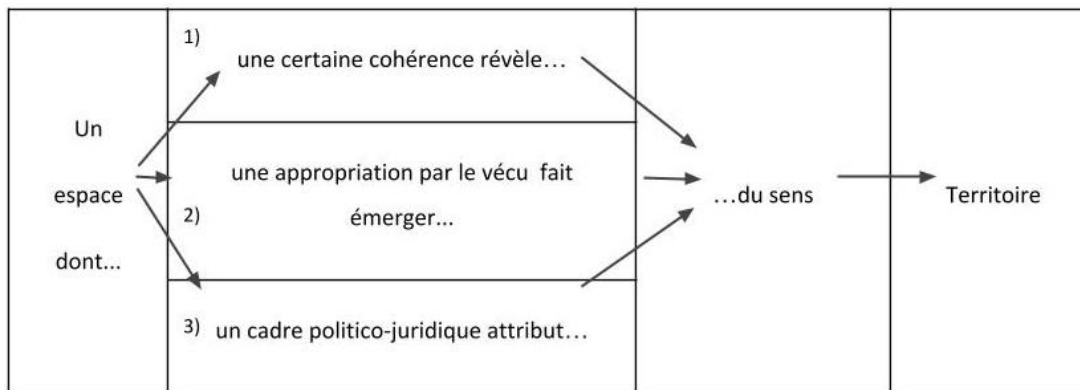 Un
espace
dont...
1)
une certaine cohérence révèle…
une appropriation par le vécu fait
2)
émerger...
3) un cadre politico-juridique attribut…
…du sens
Territoire